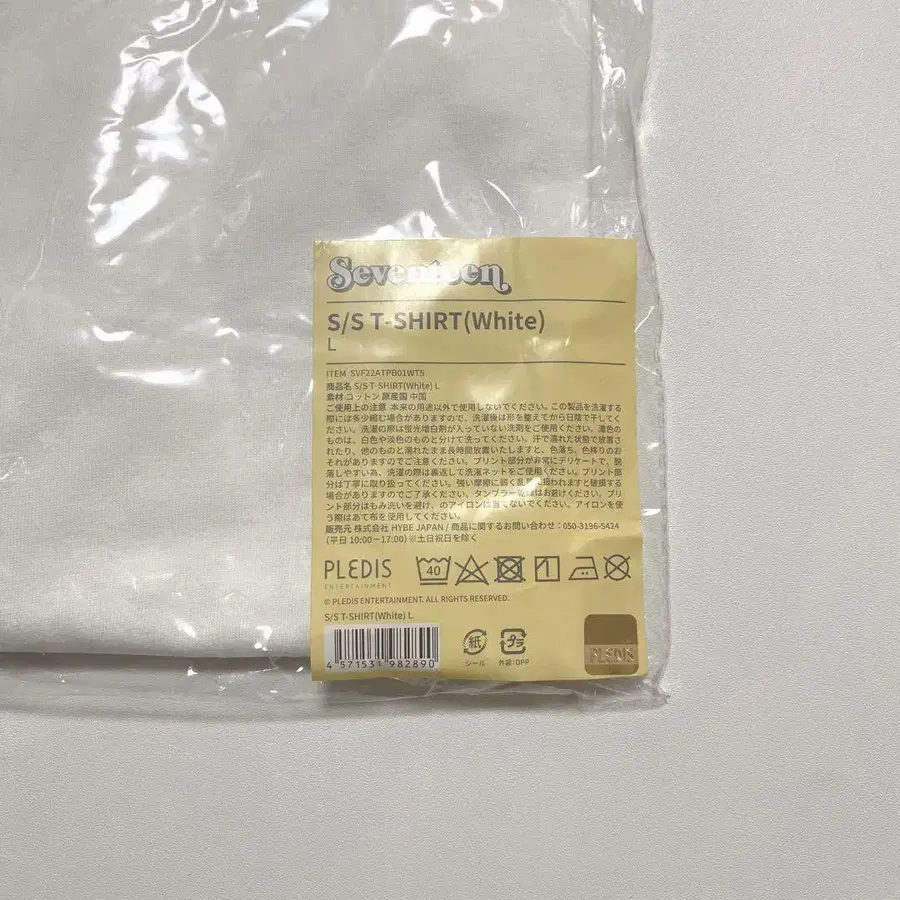 Seventeen
S/S T-SHIRT(White)
L
ITEM SVF22ATPB01WT5
商品名 S/S T-SHIRT(White) L
素材 コットン 原産国 中国
ご使用上の注意 本来の用途以外で使用しないでください。この製品を洗濯する
際には多少縮む場合がありますので、洗濯後は形を整えてから日陰で干してく
ださい。洗濯の際は蛍光増白剤が入っていない洗剤をご使用ください。濃色の
ものは、白色や淡色のものと分けて洗ってください。汗で濡れた状態で放置さ
れたり、他のものと濡れたまま長時間放置いたしますと、色落ち、色移りのお
それがありますのでご注意ください。プリント部分が非常にデリケートで、脱
落しやすい為、洗濯の際は裏返して洗濯ネットをご使用ください。プリント部
分は丁寧に取り扱ってください。強い摩擦に弱く乱暴に扱われますと破損する
場合がありますのでご了承ください。タンブラー乾燥はお避けください。プリ
ント部分はもみ洗いを避け、のアイロンは当てないでください。アイロンを使
う際はあて布を使用してください。
販売元 株式会社 HYBE JAPAN / 商品に関するお問い合わせ：050-3196-5424
(平日 10:00－17:00) ※土日祝日を除く
PLEDIS
ENTERTAINMENT
40
© PLEDIS ENTERTAINMENT. ALL RIGHTS RESERVED.
S/S T-SHIRT(White) L
4 571531 982890
紙
シール
プラ
外袋:OPP
PLEDIS